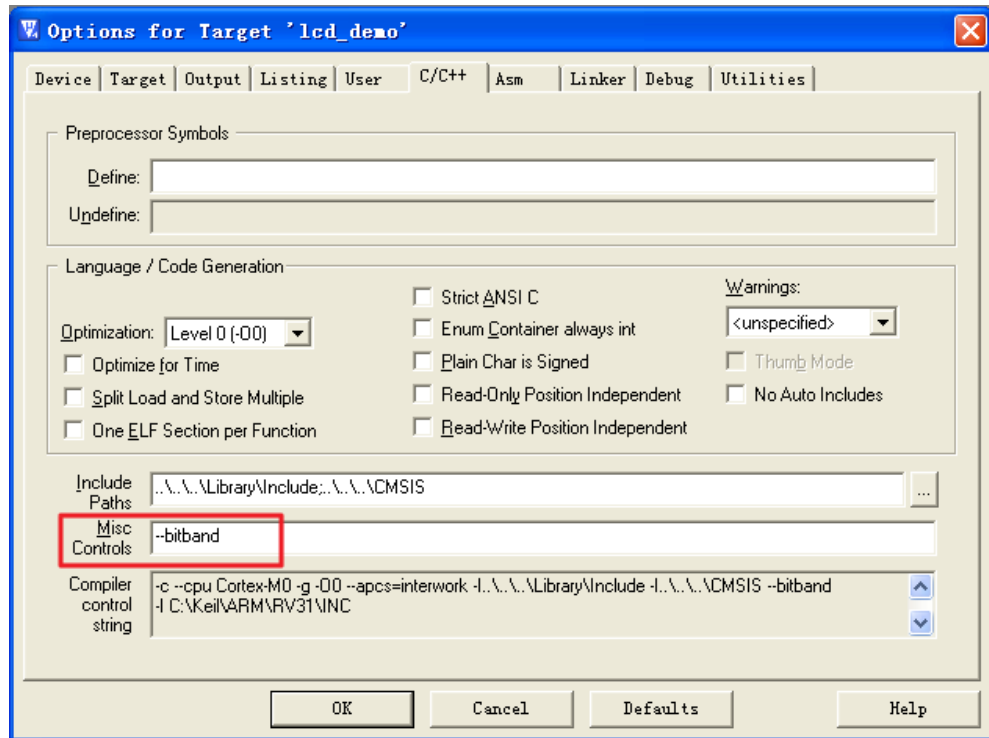 Options for Target 'lcd_demo'
Device Target Output Listing User C/C++ Asm Linker Debug Utilities
Preprocessor Symbols
Define:
Undefine:
Language / Code Generation
Strict ANSI C
Warnings:
Optimization: Level 0 (-O0)
Enum Container always int
<unspecified>
Optimize for Time
Plain Char is Signed
Thumb Mode
Split Load and Store Multiple
Read-Only Position Independent
No Auto Includes
One ELF Section per Function
Read-Write Position Independent
Include Paths
..\..\..\Library\Include;..\..\..\CMSIS
...
Misc Controls
--bitband
Compiler control string
-c --cpu Cortex-M0 -g -O0 --apcs=interwork -I..\..\..\Library\Include -I..\..\..\CMSIS --bitband
-I C:\Keil\ARM\RV31\INC
OK Cancel Defaults Help